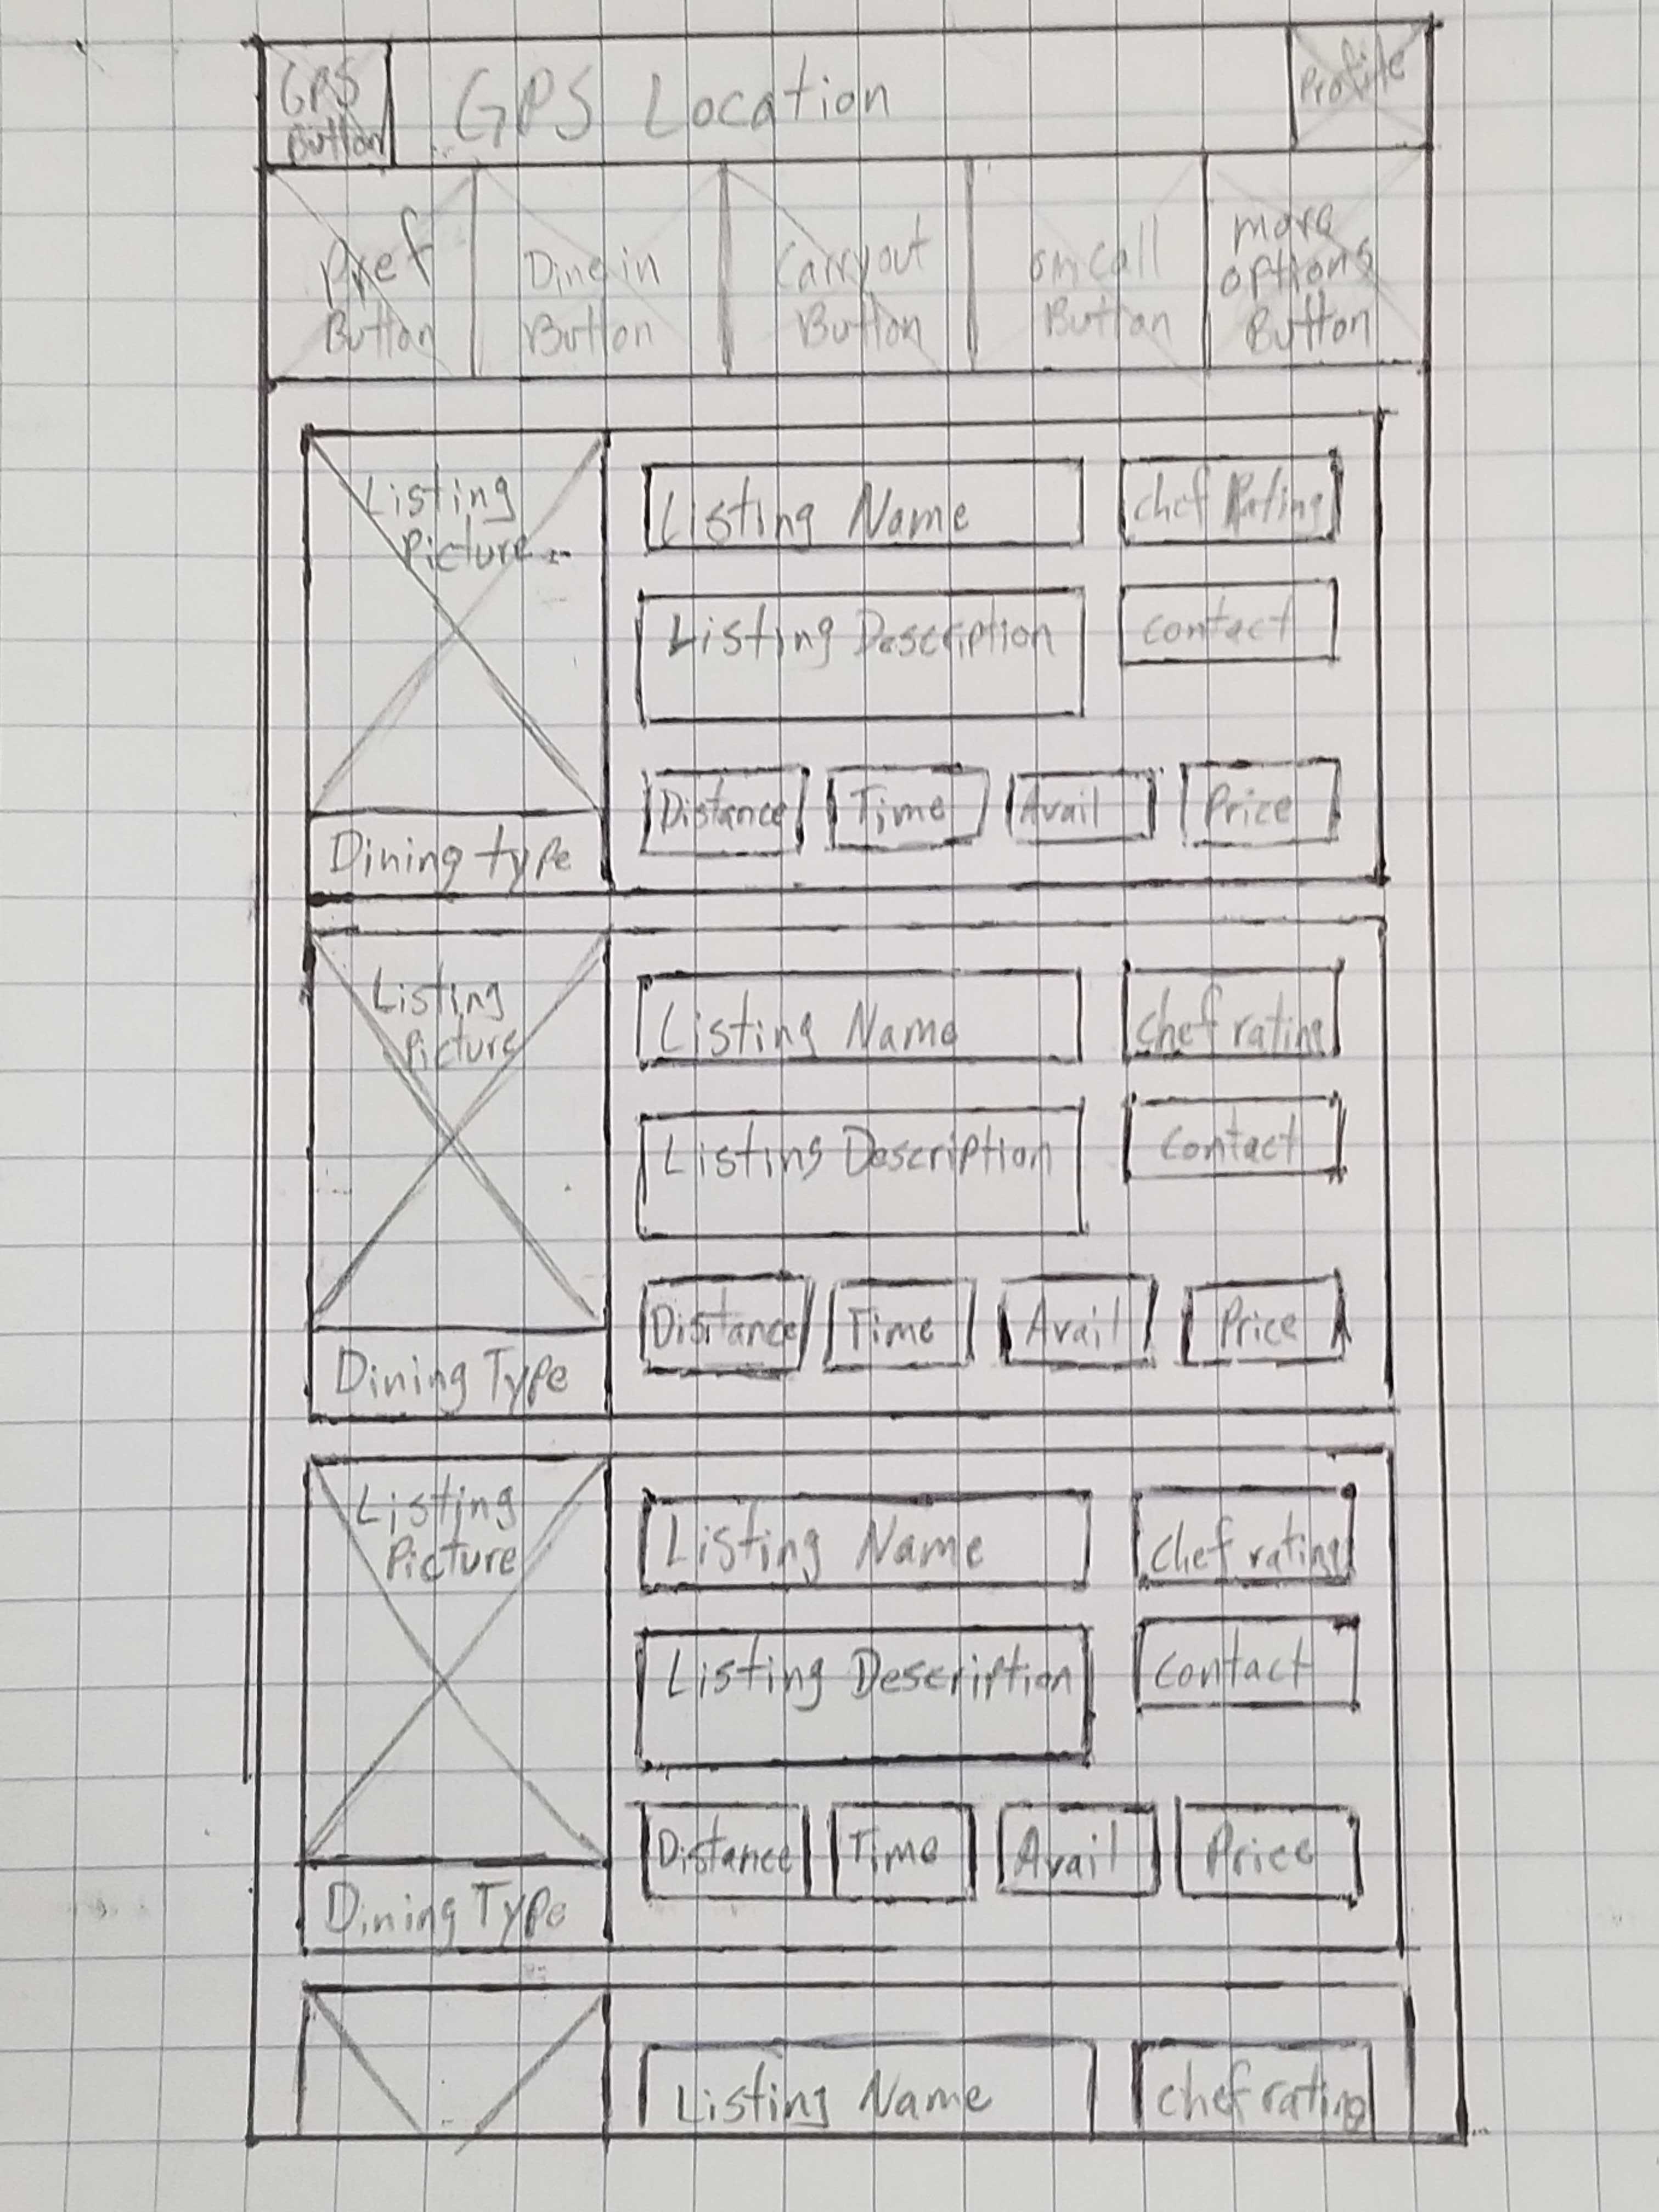 GPS
Button
GPS Location
Profile
Pref
Button
Dine in
Button
Carryout
Button
on call
Button
more
options
Button
Listing
Picture
Dining type
Listing Name
Chef Rating
Listing Description
contact
Distance
Time
Avail
Price
Listing
Picture
Dining Type
Listing Name
Chef rating
Listing Description
contact
Distance
Time
Avail
Price
Listing
Picture
Dining Type
Listing Name
Chef rating
Listing Description
contact
Distance
Time
Avail
Price
Listing Name
Chef rating